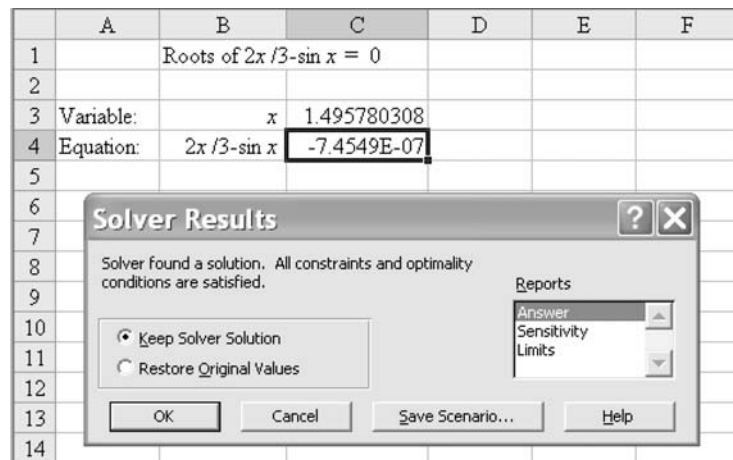 A B C D E F
1 Roots of 2x /3-sin x = 0
2
3 Variable: x 1.495780308
4 Equation: 2x /3-sin x -7.4549E-07
5
6
7
8
9
10
11
12
13
14
Solver Results ? X
Solver found a solution. All constraints and optimality
conditions are satisfied.
Reports
Answer
Sensitivity
Limits
Keep Solver Solution
Restore Original Values
OK Cancel Save Scenario... Help